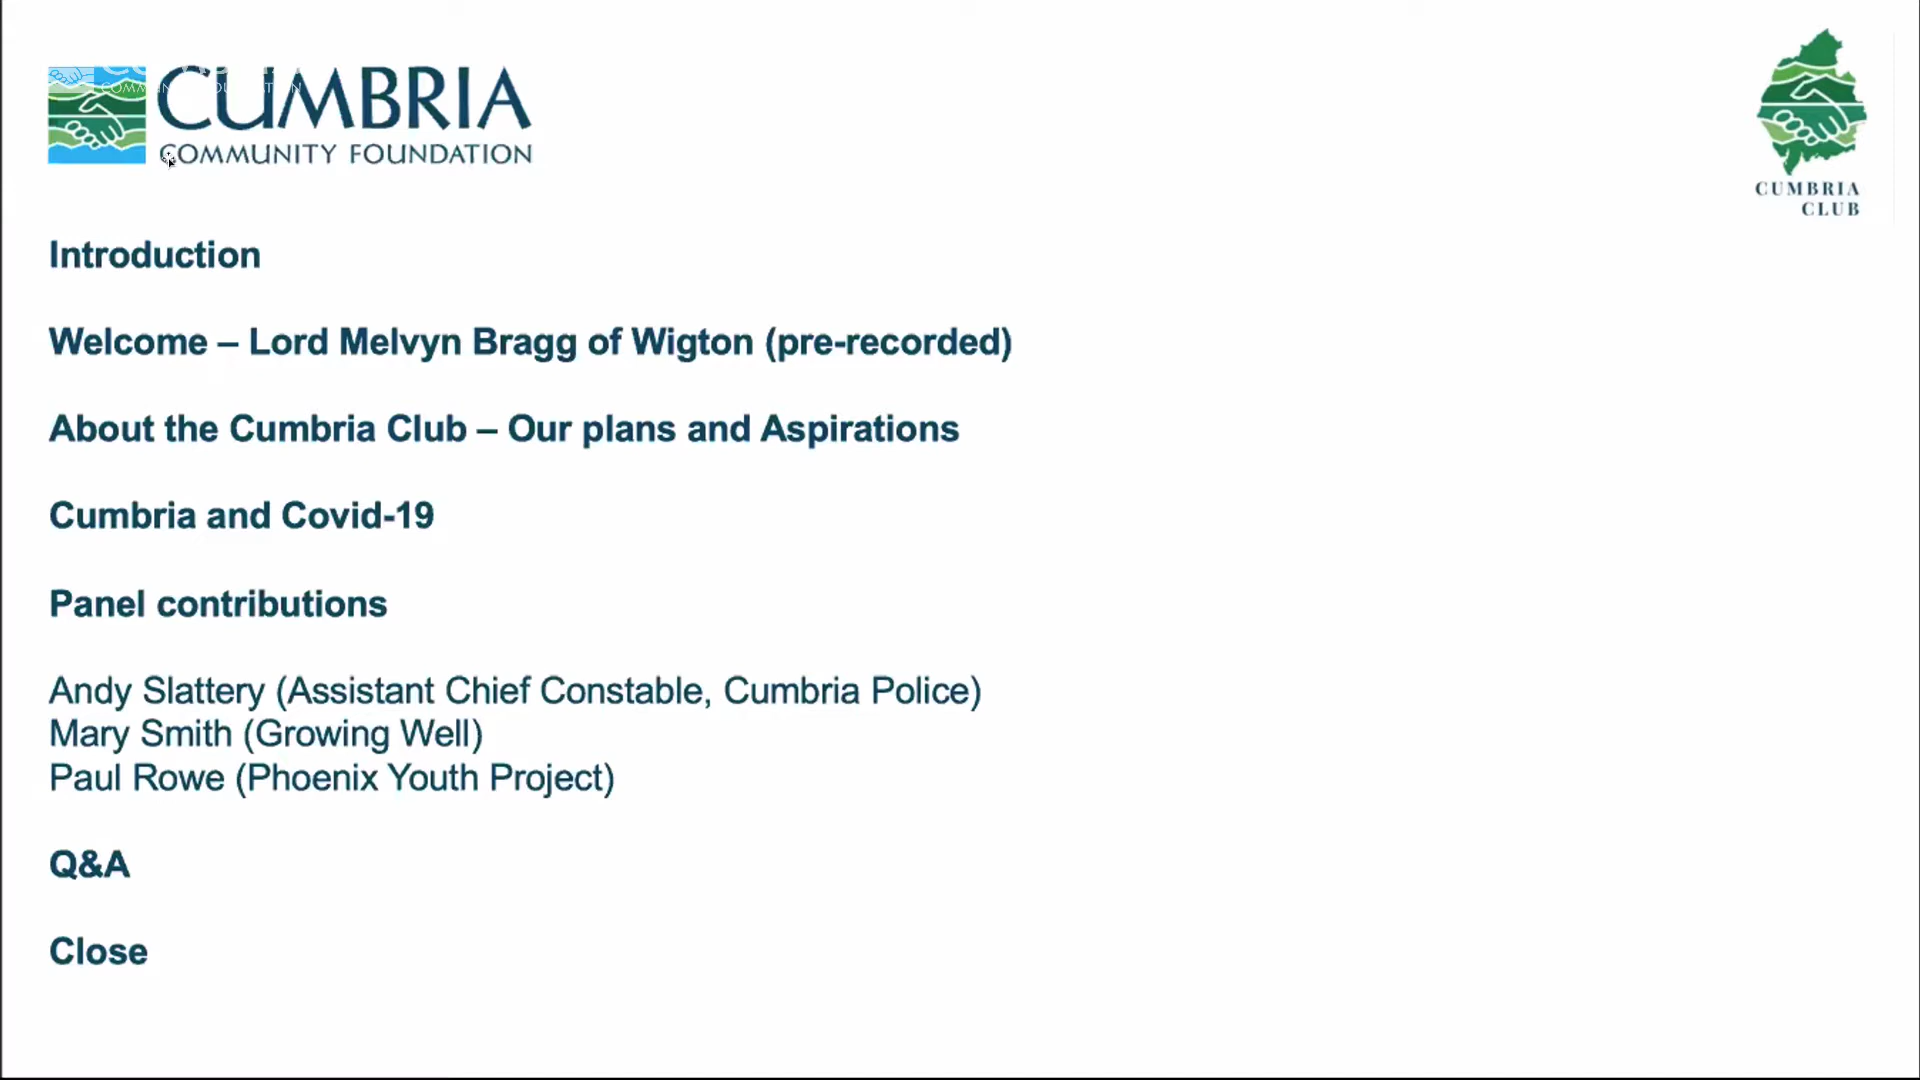 CUMBRIA
COMMUNITY FOUNDATION
CUMBRIA
CLUB
Introduction
Welcome – Lord Melvyn Bragg of Wigton (pre-recorded)
About the Cumbria Club – Our plans and Aspirations
Cumbria and Covid-19
Panel contributions
Andy Slattery (Assistant Chief Constable, Cumbria Police)
Mary Smith (Growing Well)
Paul Rowe (Phoenix Youth Project)
Q&A
Close